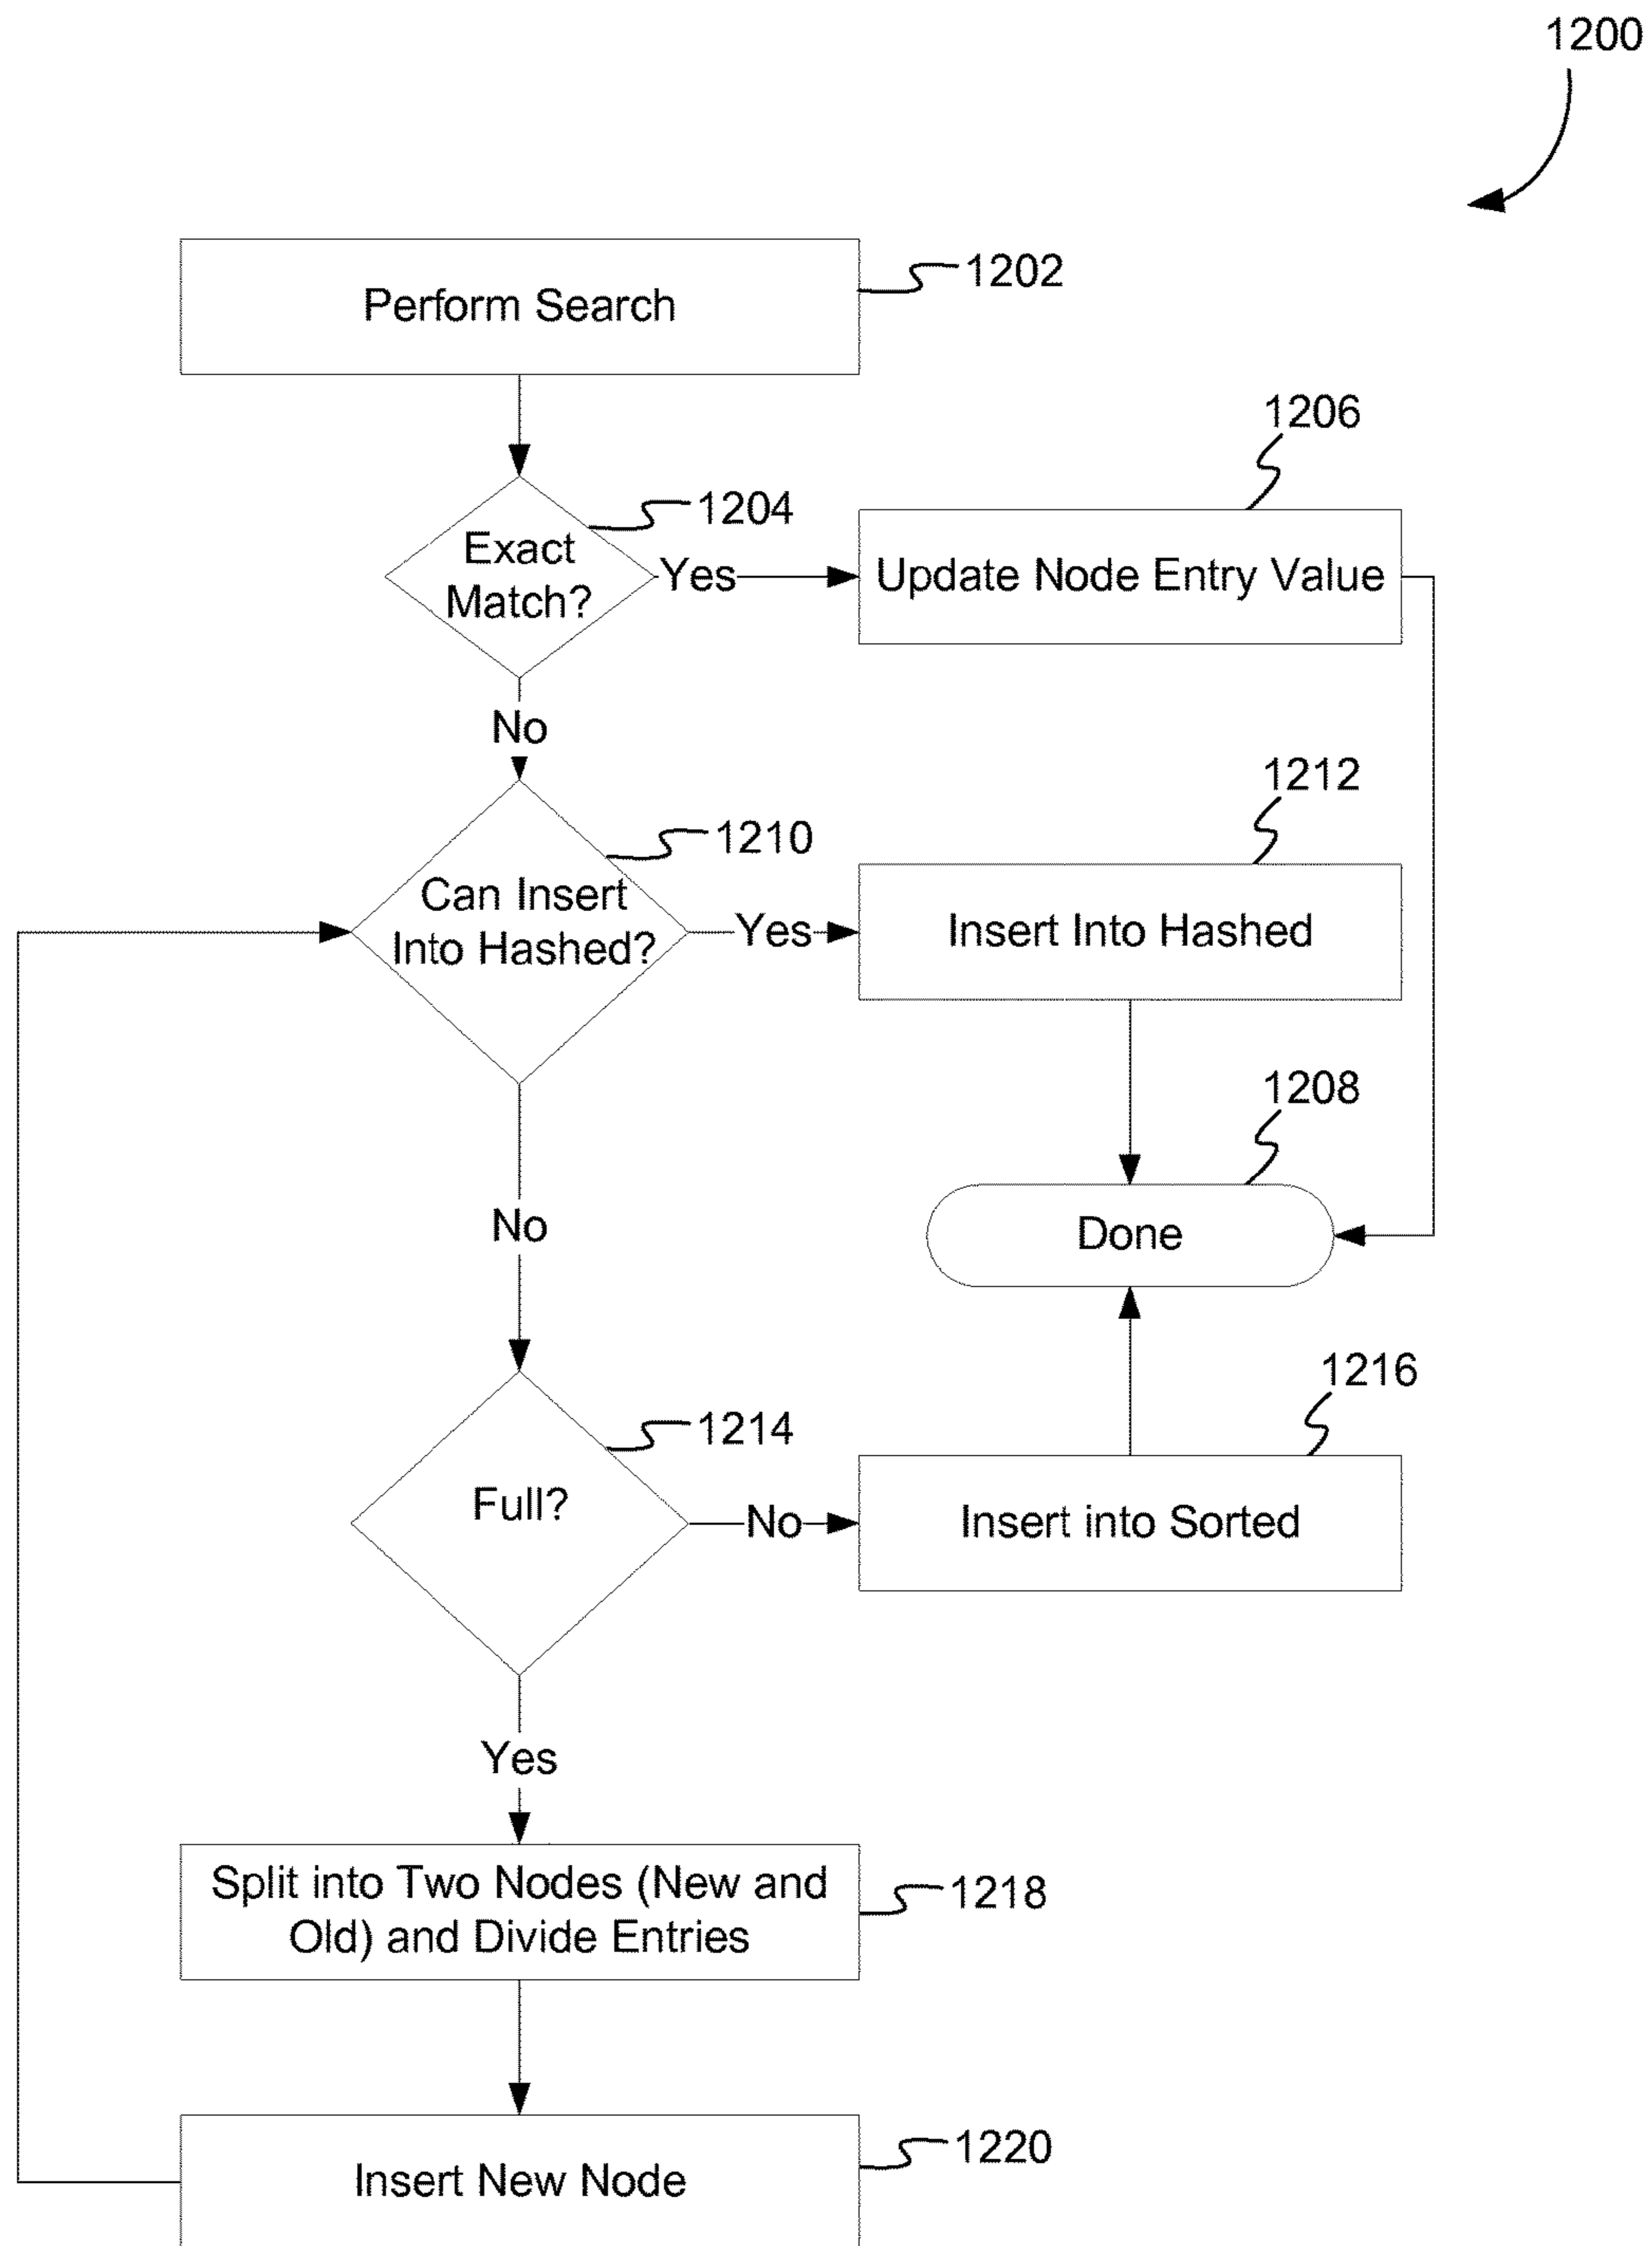 1200
Perform Search
1202
1204
Exact
Match?
Yes
1206
Update Node Entry Value
No
1210
Can Insert
Into Hashed?
Yes
1212
Insert Into Hashed
1208
Done
No
1214
Full?
No
1216
Insert into Sorted
Yes
Split into Two Nodes (New and
Old) and Divide Entries
1218
Insert New Node
1220